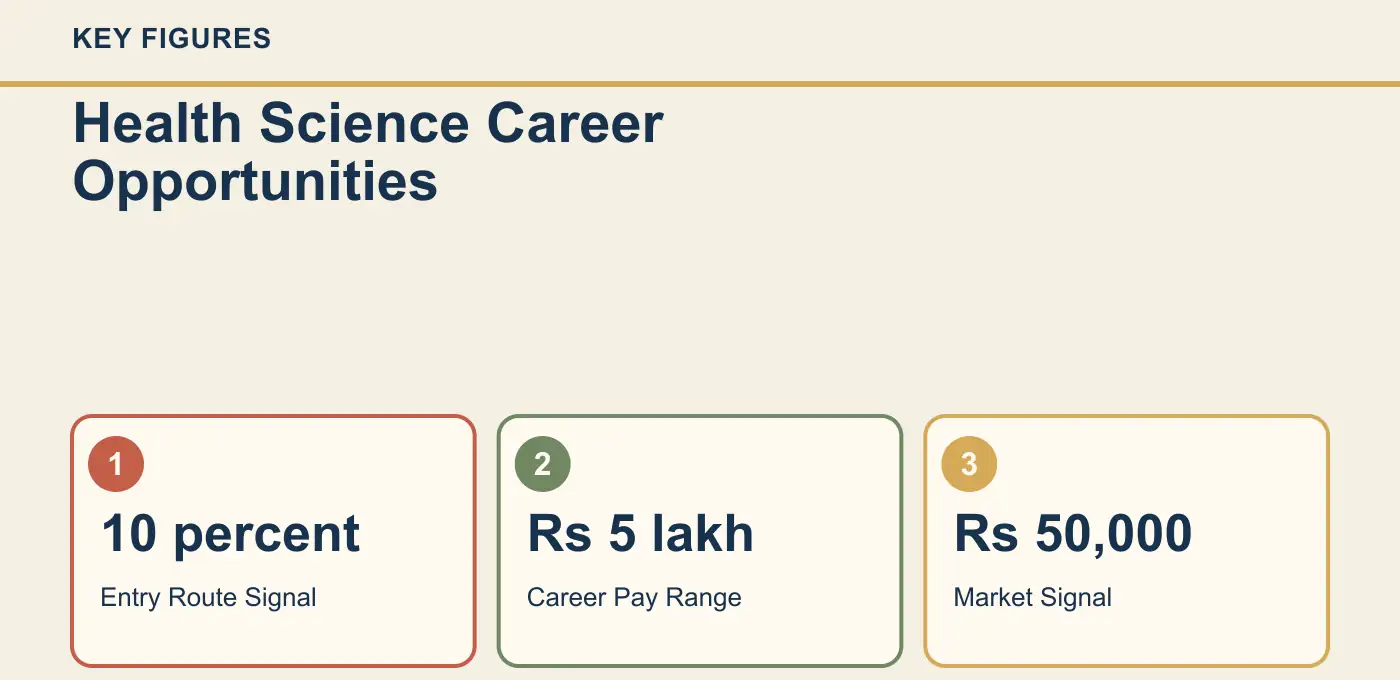 KEY FIGURES
Health Science Career
Opportunities
1
10 percent
Entry Route Signal
2
Rs 5 lakh
Career Pay Range
3
Rs 50,000
Market Signal